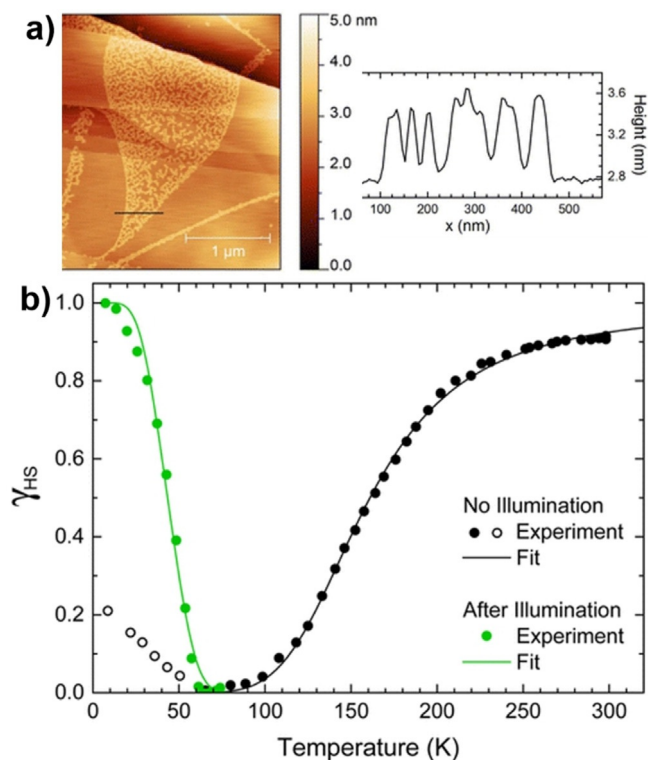 a)
5.0 nm
4.0
3.0
2.0
1.0
0.0
1 μm
3.6
3.2
2.8
Height (nm)
100 200 300 400 500
x (nm)
b)
1.0
0.8
0.6
0.4
0.2
0.0
γHS
No Illumination
Experiment
Fit
After Illumination
Experiment
Fit
0 50 100 150 200 250 300
Temperature (K)